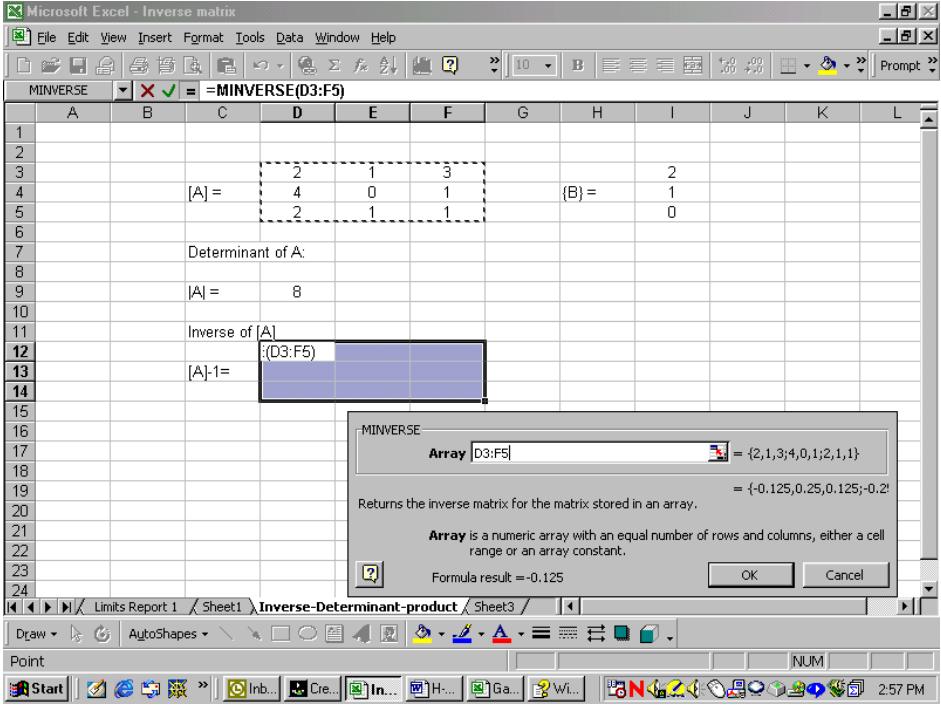 Microsoft Excel - Inverse matrix
File Edit View Insert Format Tools Data Window Help
10 B Prompt
MINVERSE = =MINVERSE(D3:F5)
A B C D E F G H I J K L
1
2
3 2 1 3 2
4 [A] = 4 0 1 {B} = 1
5 2 1 1 0
6
7 Determinant of A:
8
9 |A| = 8
10
11 Inverse of [A]
12 :(D3:F5)
13 [A]-1=
14
15
16 MINVERSE
17 Array D3:F5 = {2,1,3;4,0,1;2,1,1}
18
19 = {-0.125,0.25,0.125;-0.25
20 Returns the inverse matrix for the matrix stored in an array.
21 Array is a numeric array with an equal number of rows and columns, either a cell
22 range or an array constant.
23 Formula result =-0.125 OK Cancel
24
Limits Report 1 Sheet1 Inverse-Determinant-product Sheet3
Draw AutoShapes A
Point NUM
Start » Inb... Cre... In... H-... Ga... Wi... N 2:57 PM